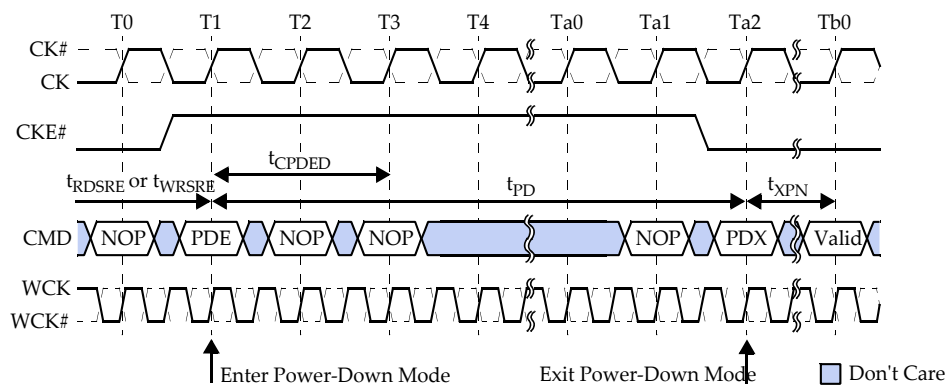 T0 T1 T2 T3 T4 Ta0 Ta1 Ta2 Tb0
CK#
CK
CKE#
tCPDED
tRDSRE or tWRSRE
tPD
tXPN
CMD NOP PDE NOP NOP NOP PDX Valid
WCK
WCK#
Enter Power-Down Mode Exit Power-Down Mode Don't Care